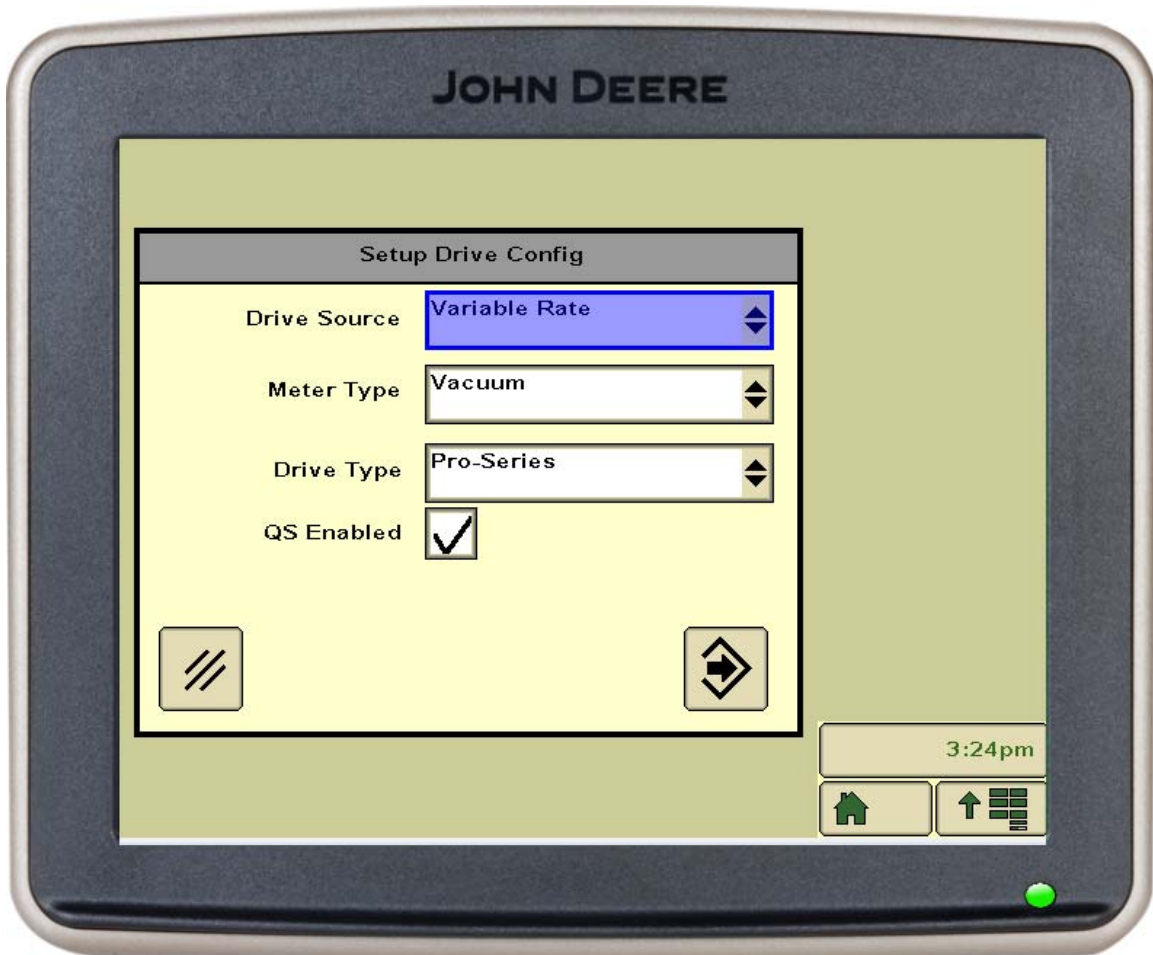 JOHN DEERE
Setup Drive Config
Drive Source Variable Rate
Meter Type Vacuum
Drive Type Pro-Series
QS Enabled
3:24pm